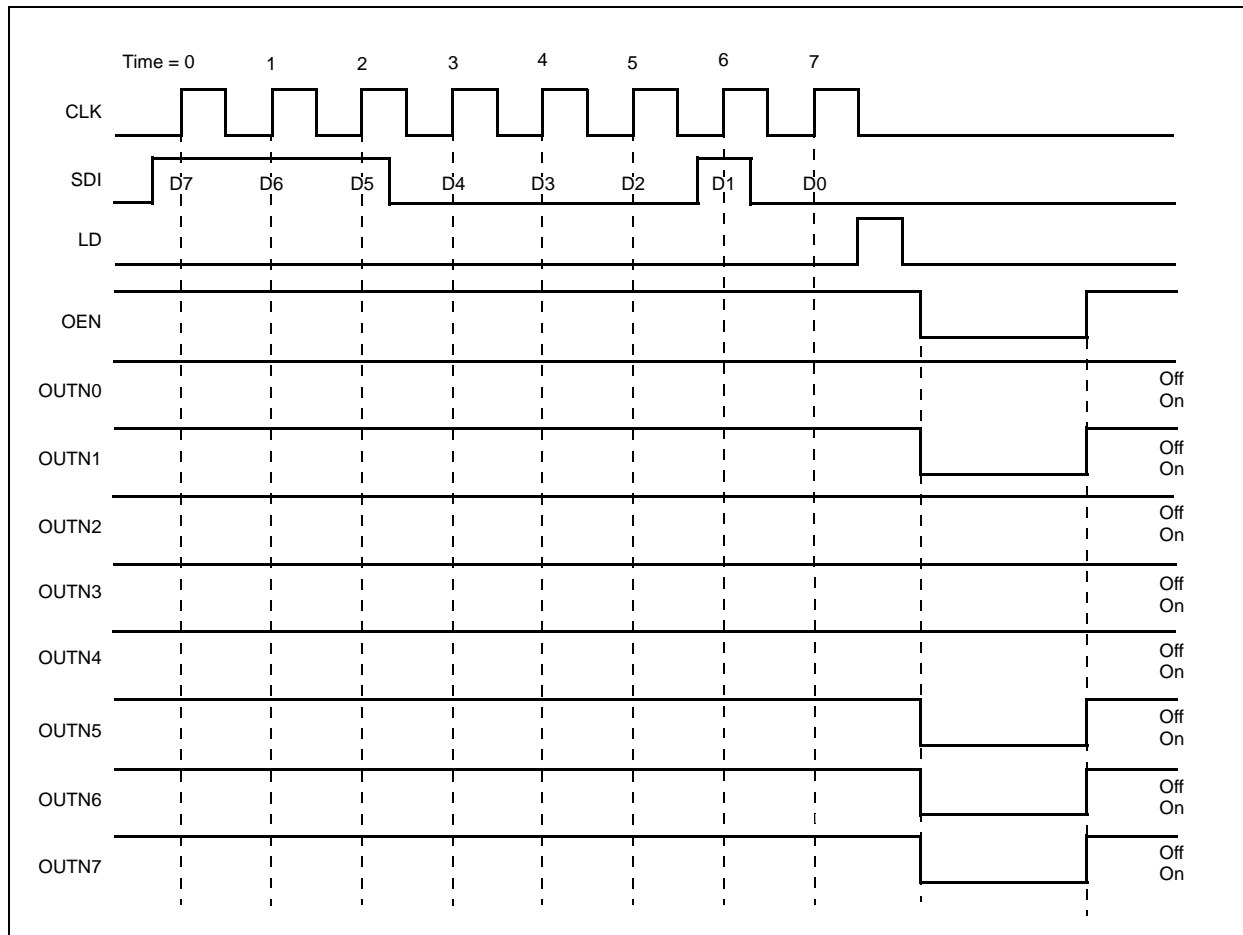 Time = 0 1 2 3 4 5 6 7
CLK
SDI D7 D6 D5 D4 D3 D2 D1 D0
LD
OEN
OUTN0 Off
On
OUTN1 Off
On
OUTN2 Off
On
OUTN3 Off
On
OUTN4 Off
On
OUTN5 Off
On
OUTN6 Off
On
OUTN7 Off
On